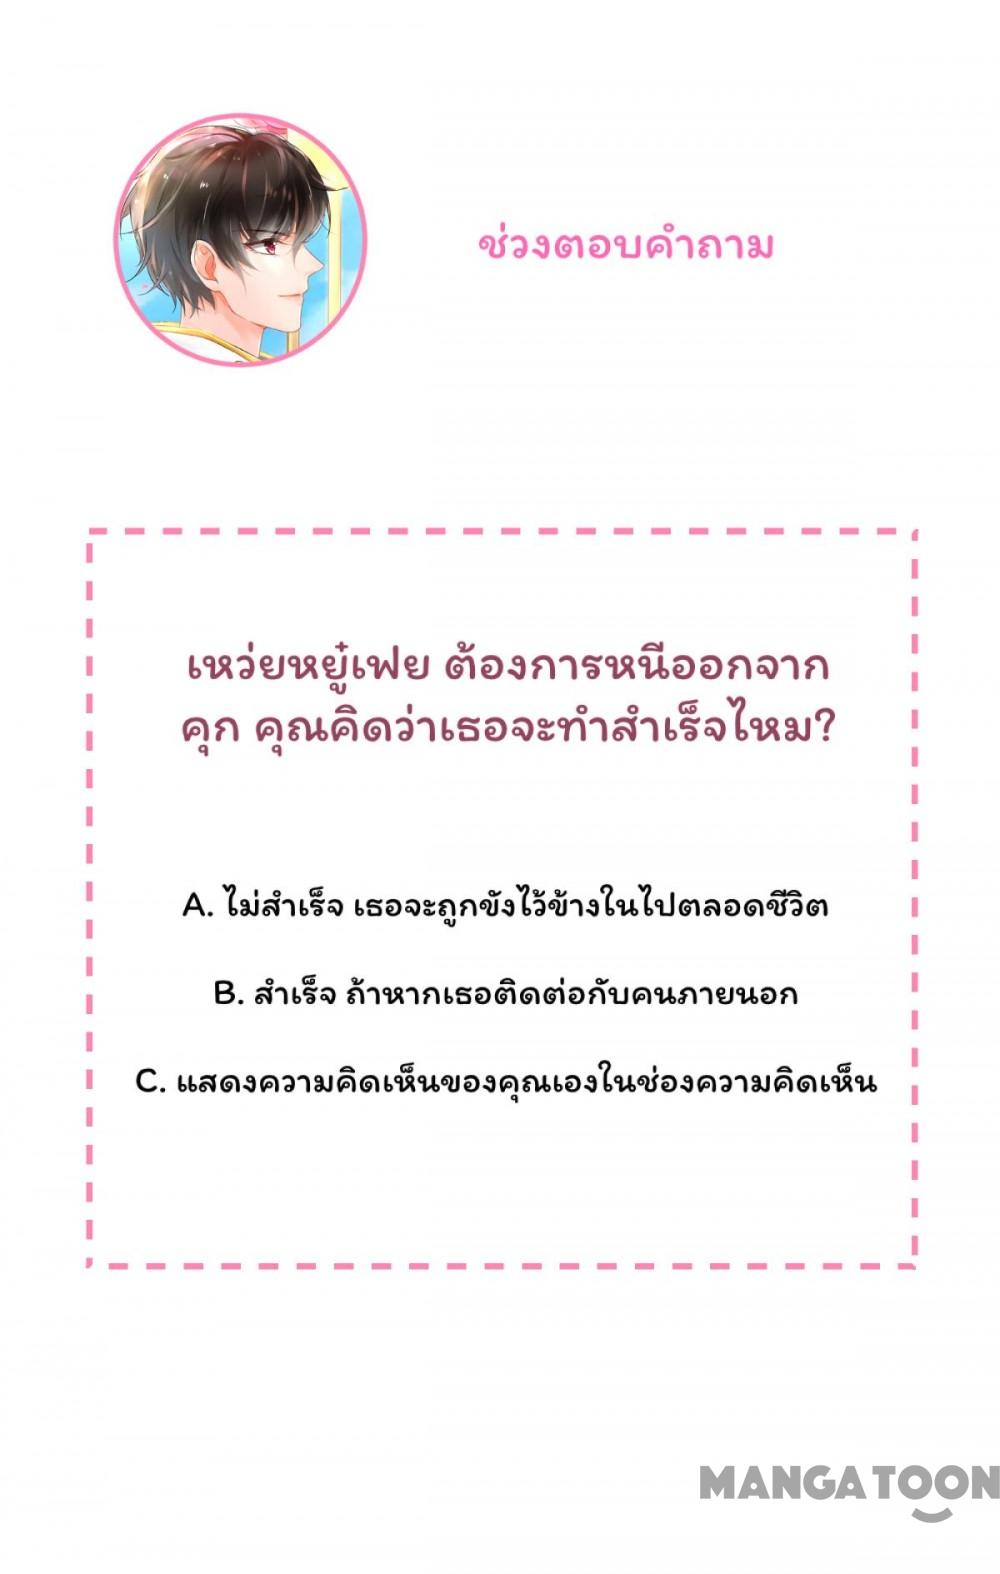 ช่วงตอบคำถาม
เหว่ยหยู๋เฟย ต้องการหนีออกจาก
คุก คุณคิดว่าเธอจะทำสำเร็จไหม?
A. ไม่สำเร็จ เธอจะถูกขังไว้ข้างในไปตลอดชีวิต
B. สำเร็จ ถ้าหากเธอติดต่อกับคนภายนอก
C. แสดงความคิดเห็นของคุณเองในช่องความคิดเห็น
MANGATOON